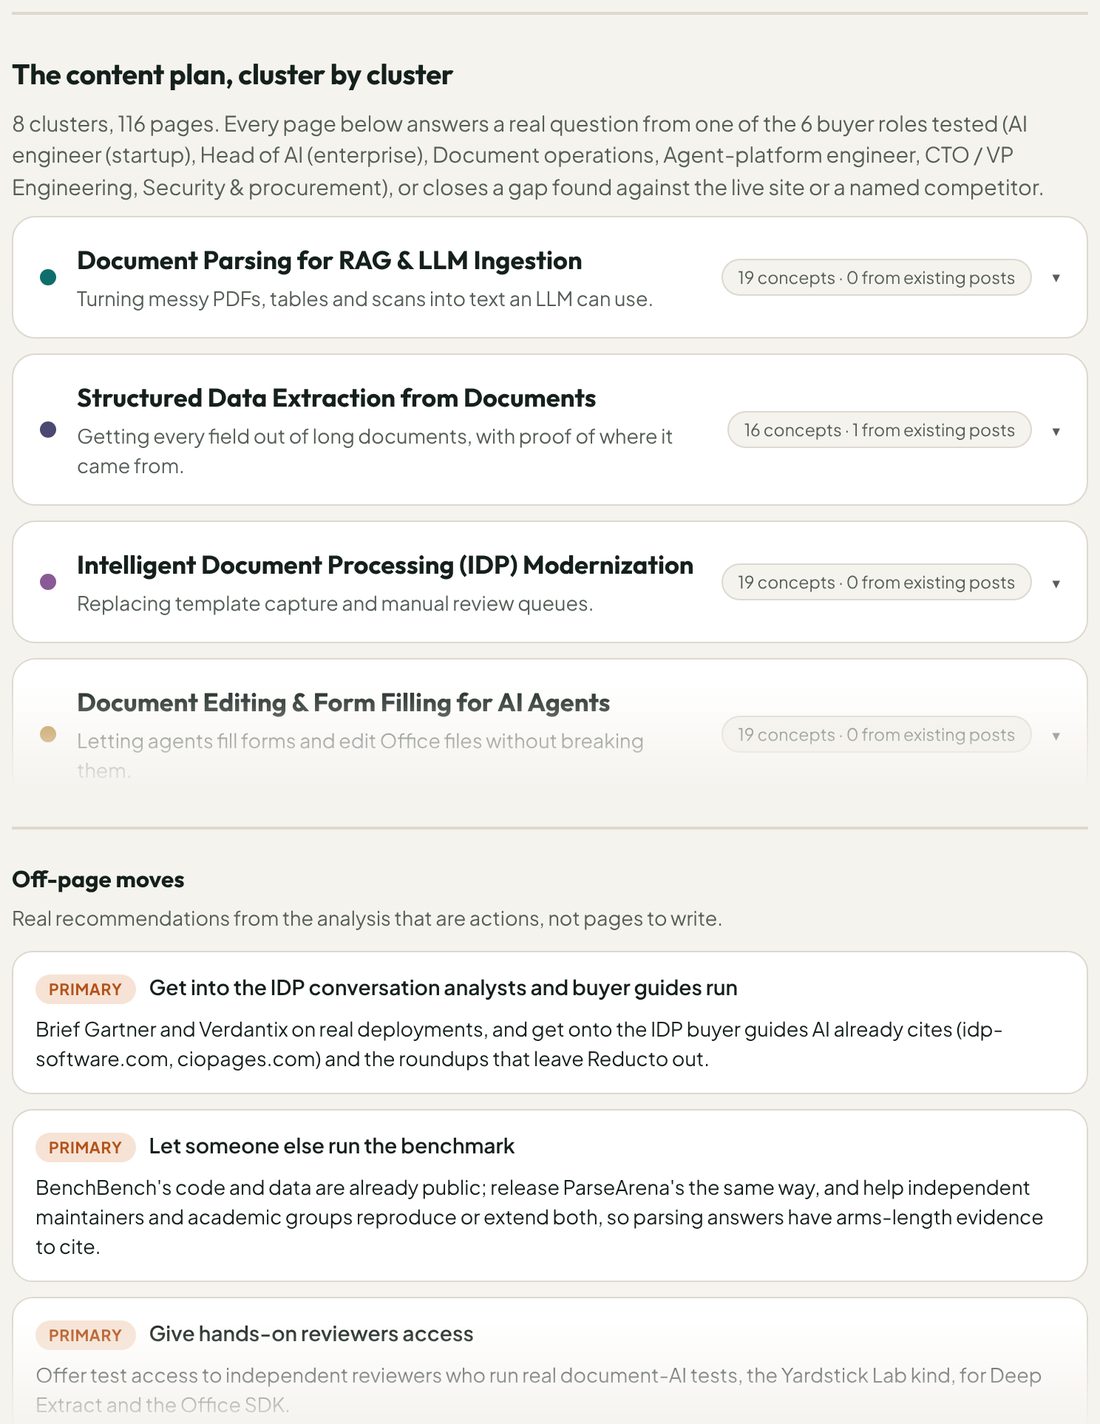 The content plan, cluster by cluster
8 clusters, 116 pages. Every page below answers a real question from one of the 6 buyer roles tested (AI
engineer (startup), Head of AI (enterprise), Document operations, Agent-platform engineer, CTO / VP
Engineering, Security & procurement), or closes a gap found against the live site or a named competitor.
Document Parsing for RAG & LLM Ingestion
Turning messy PDFs, tables and scans into text an LLM can use.
19 concepts · 0 from existing posts
Structured Data Extraction from Documents
Getting every field out of long documents, with proof of where it
came from.
16 concepts · 1 from existing posts
Intelligent Document Processing (IDP) Modernization
Replacing template capture and manual review queues.
19 concepts · 0 from existing posts
Document Editing & Form Filling for AI Agents
Letting agents fill forms and edit Office files without breaking
them.
19 concepts · 0 from existing posts
Off-page moves
Real recommendations from the analysis that are actions, not pages to write.
PRIMARY Get into the IDP conversation analysts and buyer guides run
Brief Gartner and Verdantix on real deployments, and get onto the IDP buyer guides AI already cites (idp-
software.com, ciopages.com) and the roundups that leave Reducto out.
PRIMARY Let someone else run the benchmark
BenchBench's code and data are already public; release ParseArena's the same way, and help independent
maintainers and academic groups reproduce or extend both, so parsing answers have arms-length evidence
to cite.
PRIMARY Give hands-on reviewers access
Offer test access to independent reviewers who run real document-AI tests, the Yardstick Lab kind, for Deep
Extract and the Office SDK.